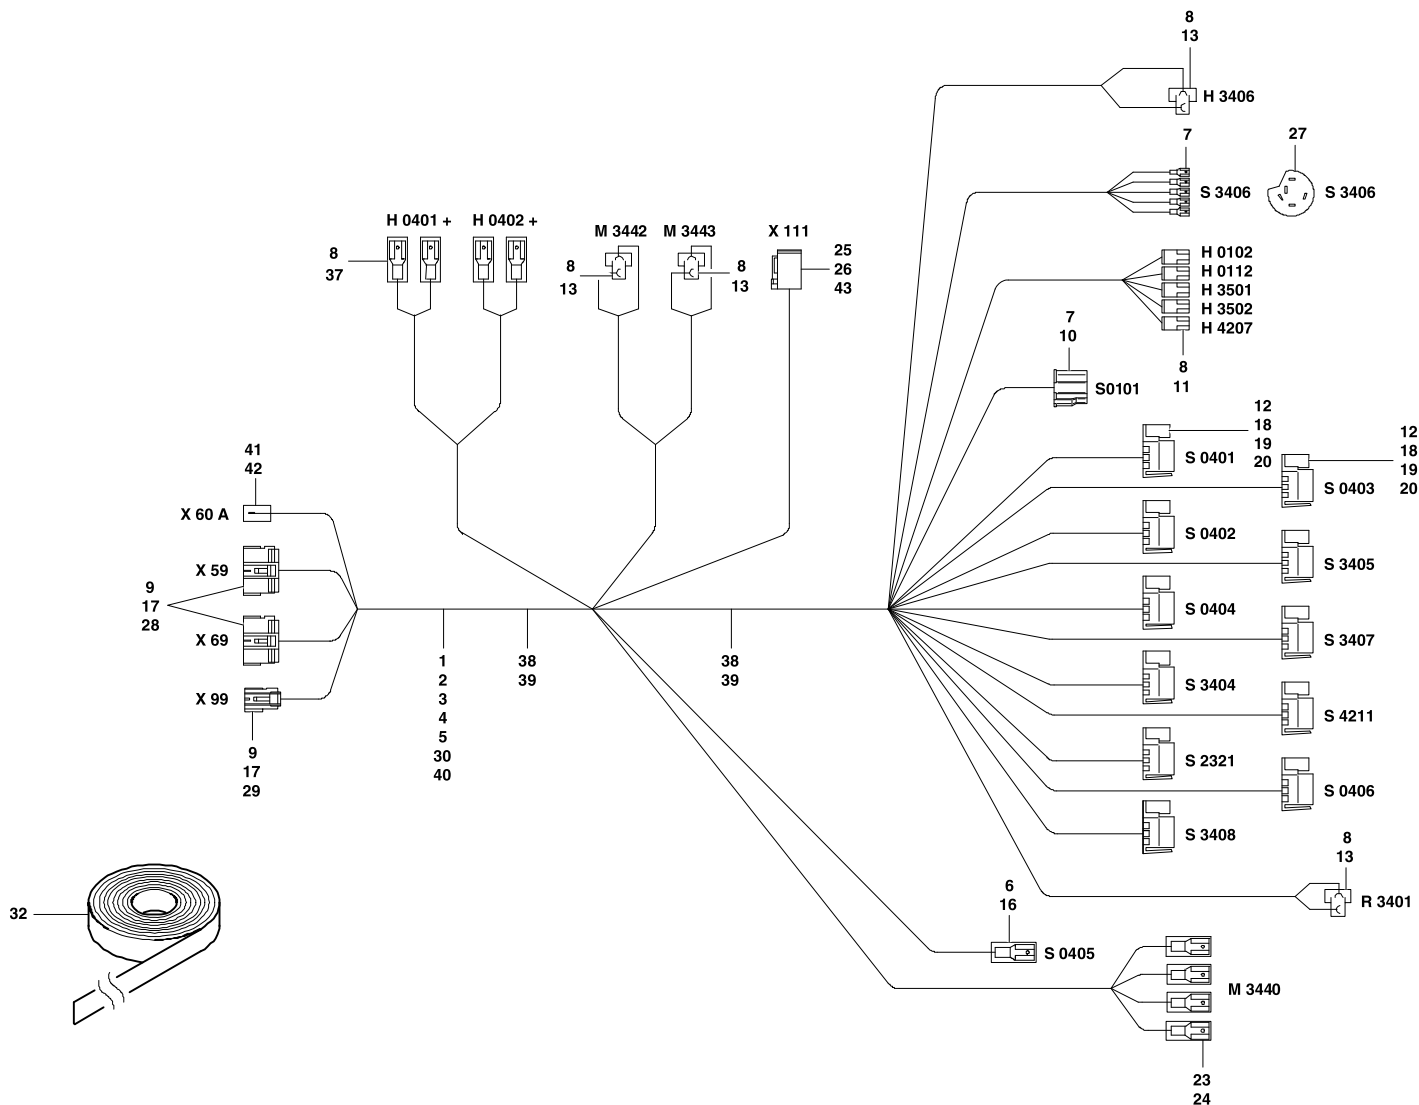 8
13
H 3406
7
27
S 3406
S 3406
H 0401 +
H 0402 +
8
37
M 3442
M 3443
8
13
8
13
X 111
25
26
43
H 0102
H 0112
H 3501
H 3502
H 4207
8
11
7
10
S0101
12
18
19
20
S 0401
12
18
19
20
S 0403
S 0402
S 3405
S 0404
S 3407
S 3404
S 4211
S 2321
S 0406
S 3408
41
42
X 60 A
X 59
9
17
28
X 69
X 99
9
17
29
1
2
3
4
5
30
40
38
39
38
39
8
13
R 3401
6
16
S 0405
M 3440
23
24
32